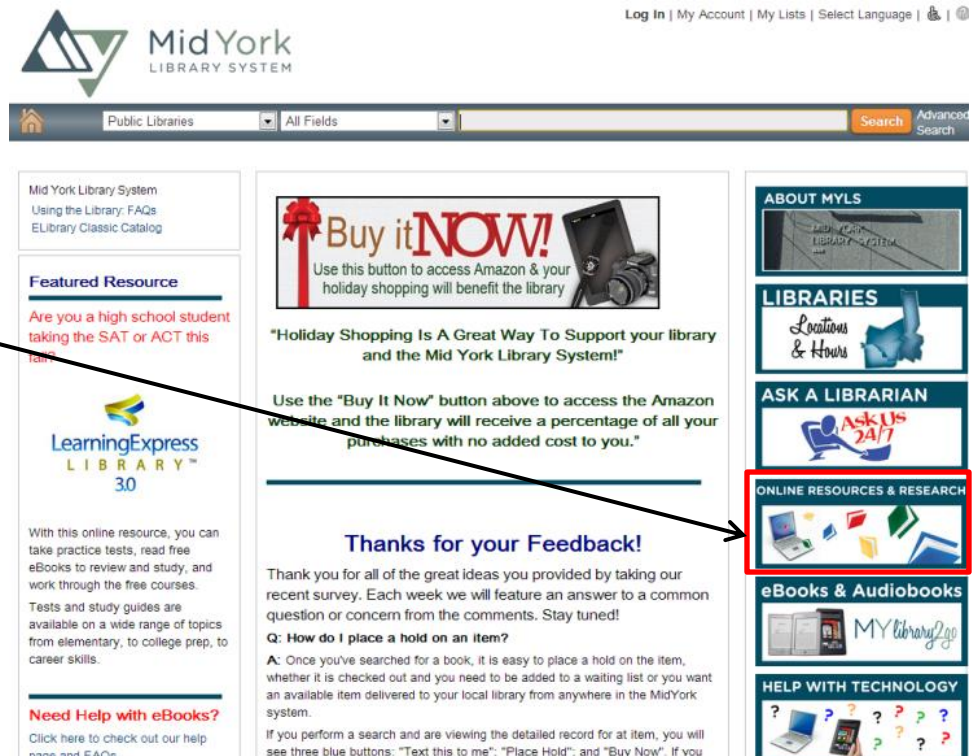 Log In | My Account | My Lists | Select Language |
Mid York
LIBRARY SYSTEM
Public Libraries
All Fields
Search
Advanced
Search
Mid York Library System
Using the Library: FAQs
ELibrary Classic Catalog
Featured Resource
Are you a high school student
taking the SAT or ACT this
fall?
LearningExpress
LIBRARY™
3.0
With this online resource, you can
take practice tests, read free
eBooks to review and study, and
work through the free courses.
Tests and study guides are
available on a wide range of topics
from elementary, to college prep, to
career skills.
Need Help with eBooks?
Click here to check out our help
page and FAQs
Buy it NOW!
Use this button to access Amazon & your
holiday shopping will benefit the library
"Holiday Shopping Is A Great Way To Support your library
and the Mid York Library System!"
Use the "Buy It Now" button above to access the Amazon
website and the library will receive a percentage of all your
purchases with no added cost to you."
Thanks for your Feedback!
Thank you for all of the great ideas you provided by taking our
recent survey. Each week we will feature an answer to a common
question or concern from the comments. Stay tuned!
Q: How do I place a hold on an item?
A: Once you've searched for a book, it is easy to place a hold on the item,
whether it is checked out and you need to be added to a waiting list or you want
an available item delivered to your local library from anywhere in the MidYork
system.
If you perform a search and are viewing the detailed record for at item, you will
see three blue buttons: "Text this to me"; "Place Hold"; and "Buy Now". If you
ABOUT MYLS
MID YORK
LIBRARY SYSTEM
LIBRARIES
Locations
& Hours
ASK A LIBRARIAN
Ask Us
24/7
ONLINE RESOURCES & RESEARCH
eBooks & Audiobooks
MYlibrary2go
HELP WITH TECHNOLOGY
? ? ? ? ? ? ? ? ?